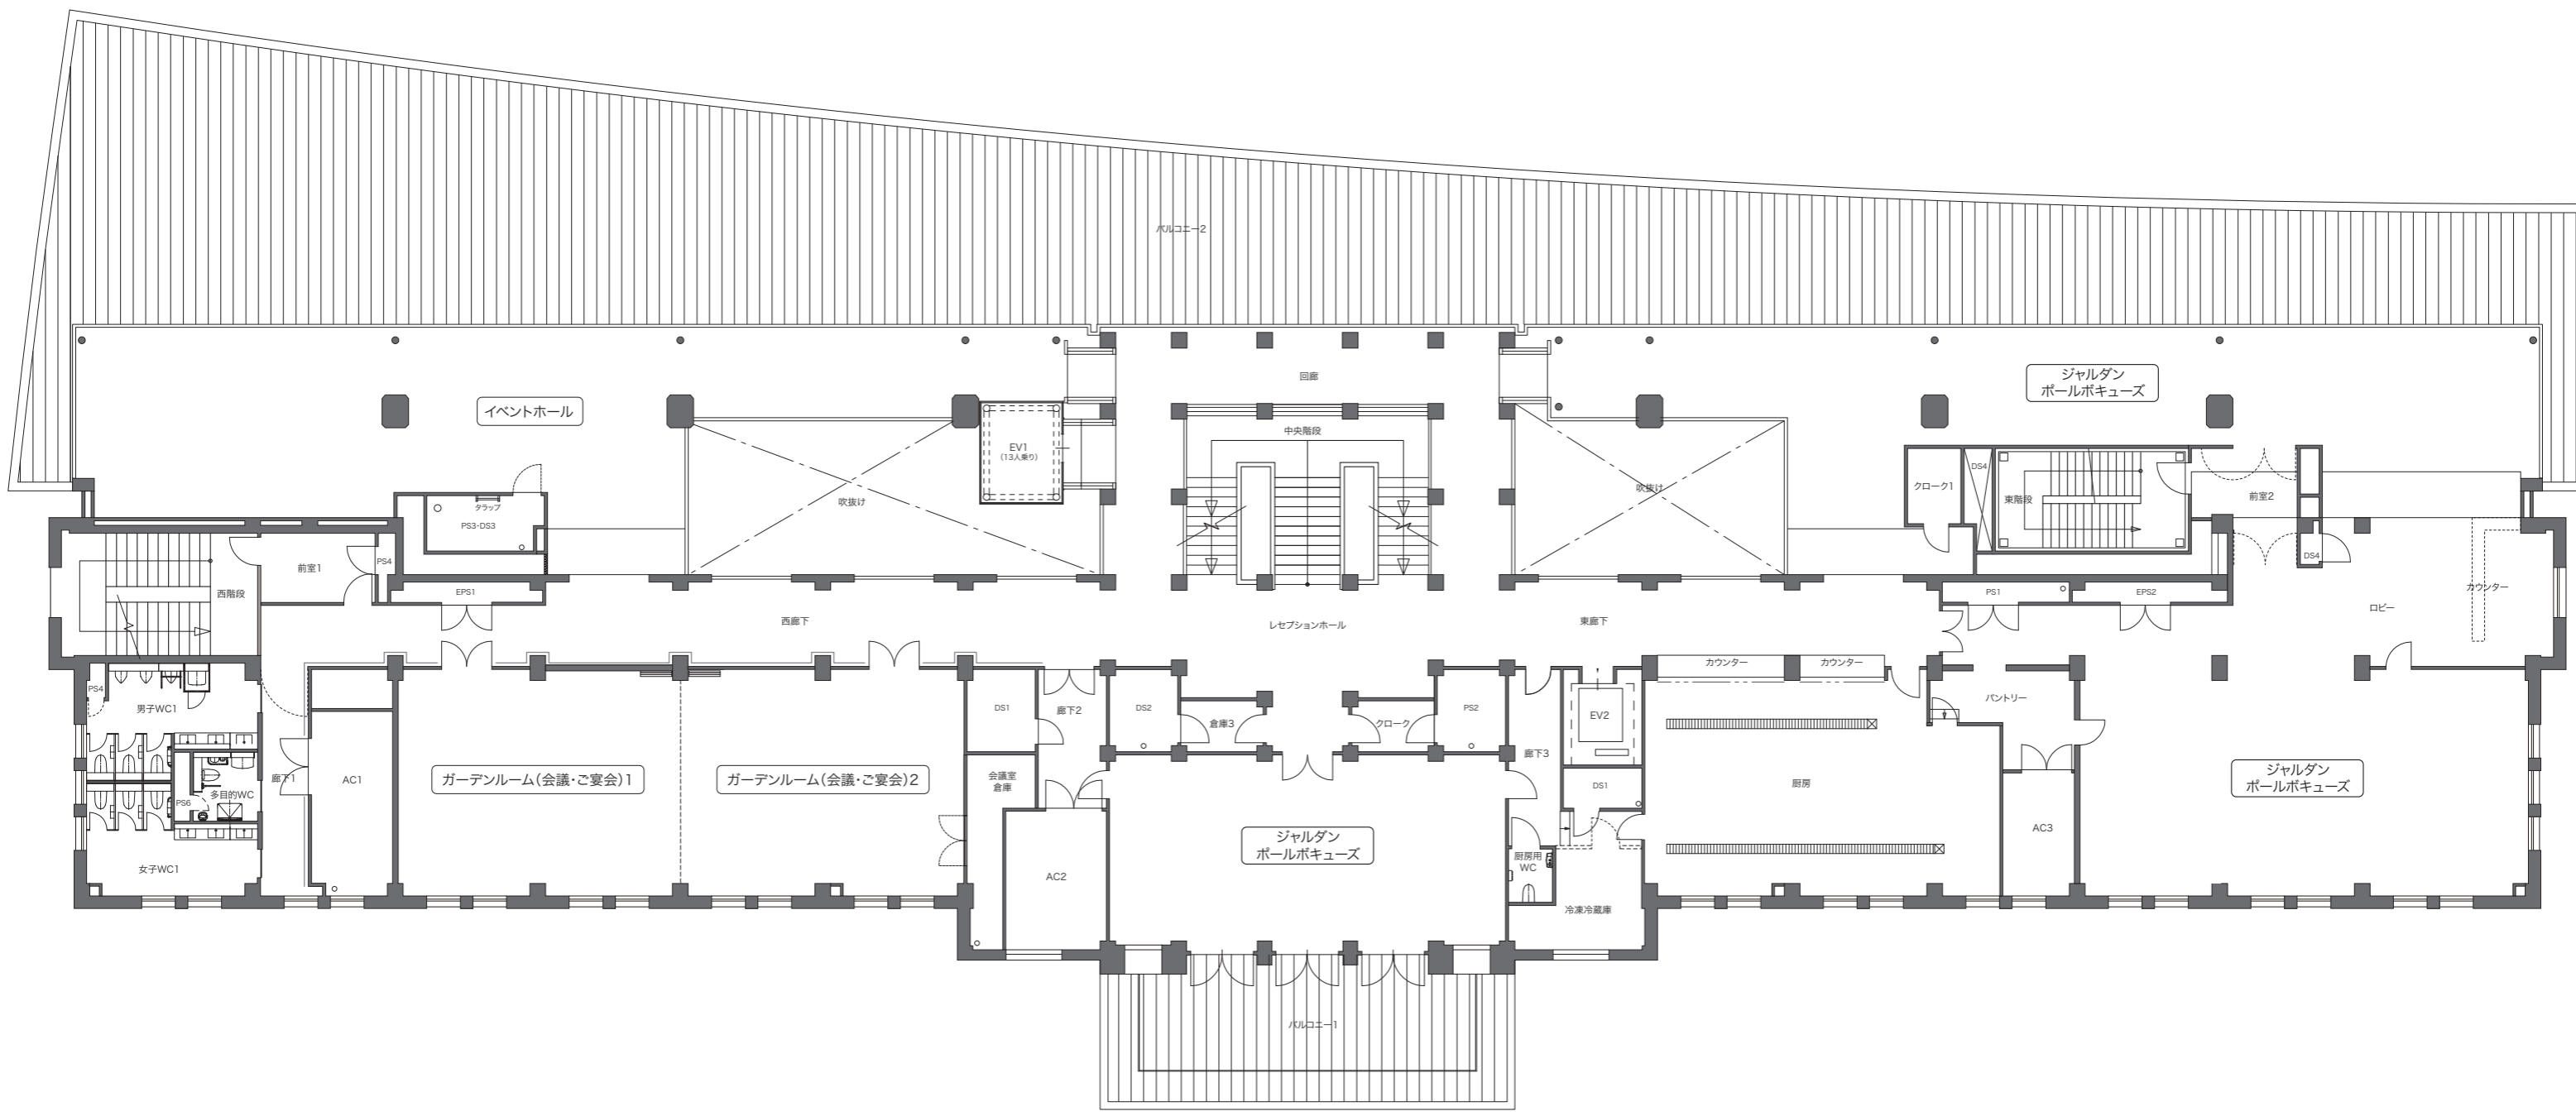 バルコニー2
回廊
ジャルダン
ポールボキューズ
イベントホール
中央階段
EV1
(13人乗り)
吹抜け
吹抜け
クローク1
DS4
東階段
前室2
タラップ
PS3・DS3
DS4
前室1
PS4
西階段
EPS1
PS1
EPS2
カウンター
ロビー
西廊下
レセプションホール
東廊下
カウンター
カウンター
パントリー
PS4
男子WC1
DS1
廊下2
DS2
倉庫3
クローク
PS2
EV2
廊下3
廊下1
AC1
ガーデンルーム(会議・ご宴会)1
ガーデンルーム(会議・ご宴会)2
会議室
倉庫
DS1
厨房
ジャルダン
ポールボキューズ
多目的WC
PS6
AC3
ジャルダン
ポールボキューズ
女子WC1
AC2
厨房用
WC
冷凍冷蔵庫
バルコニー1